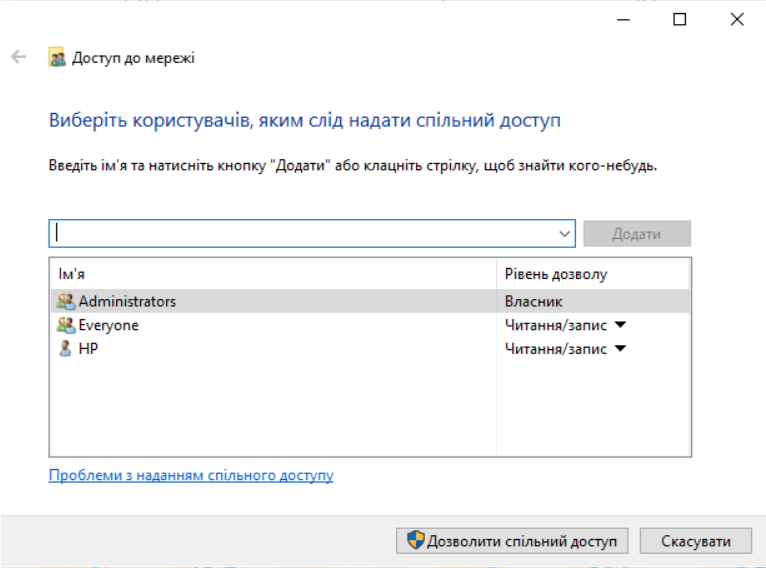 Доступ до мережі
Виберіть користувачів, яким слід надати спільний доступ
Введіть ім'я та натисніть кнопку "Додати" або клацніть стрілку, щоб знайти кого-небудь.
Додати
Ім'я Рівень дозволу
Administrators Власник
Everyone Читання/запис
HP Читання/запис
Проблеми з наданням спільного доступу
Дозволити спільний доступ Скасувати